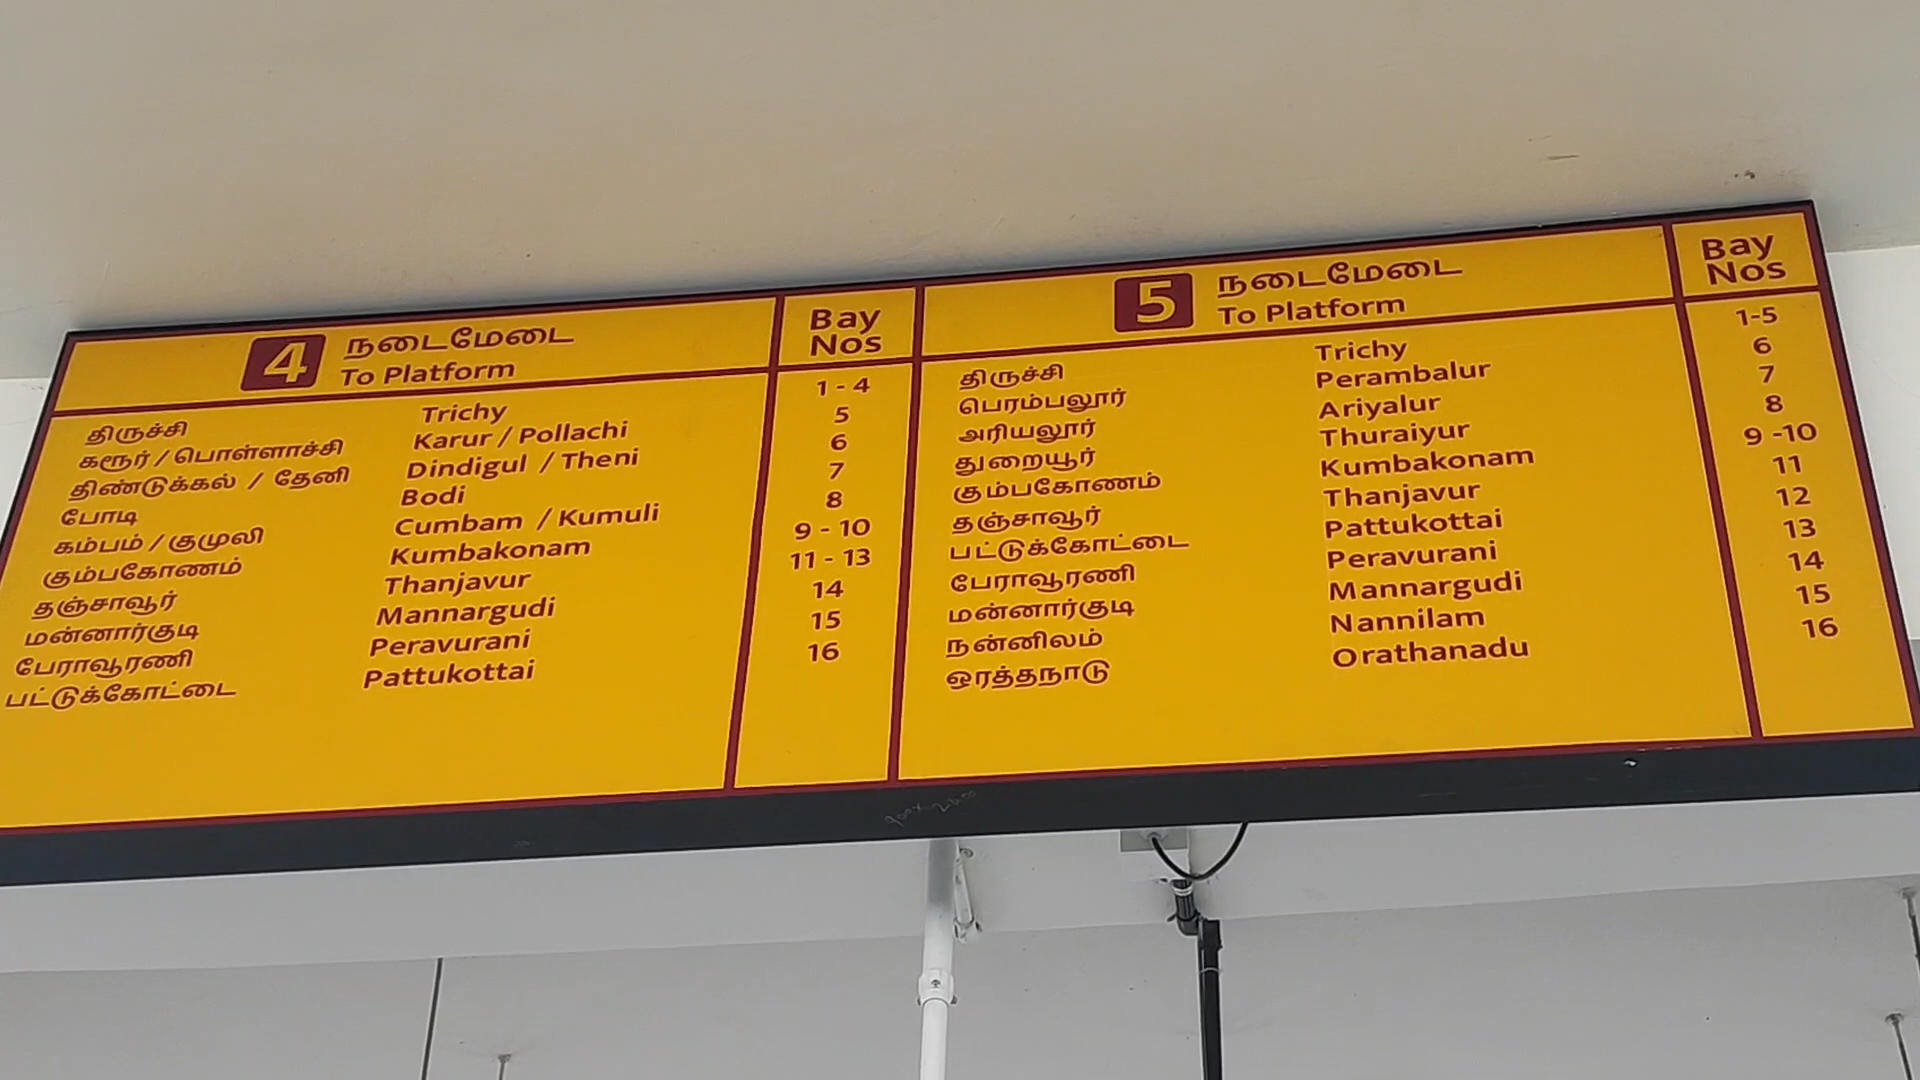 4 நடைமேடை
To Platform
Bay
Nos
திருச்சி Trichy 1 - 4
கரூர் / பொள்ளாச்சி Karur / Pollachi 5
திண்டுக்கல் / தேனி Dindigul / Theni 6
போடி Bodi 7
கம்பம் / குமுலி Cumbam / Kumuli 8
கும்பகோணம் Kumbakonam 9 - 10
தஞ்சாவூர் Thanjavur 11 - 13
மன்னார்குடி Mannargudi 14
பேராவூரணி Peravurani 15
பட்டுக்கோட்டை Pattukottai 16
5 நடைமேடை
To Platform
Bay
Nos
திருச்சி Trichy 1-5
பெரம்பலூர் Perambalur 6
அரியலூர் Ariyalur 7
துறையூர் Thuraiyur 8
கும்பகோணம் Kumbakonam 9 -10
தஞ்சாவூர் Thanjavur 11
பட்டுக்கோட்டை Pattukottai 12
பேராவூரணி Peravurani 13
மன்னார்குடி Mannargudi 14
நன்னிலம் Nannilam 15
ஒரத்தநாடு Orathanadu 16